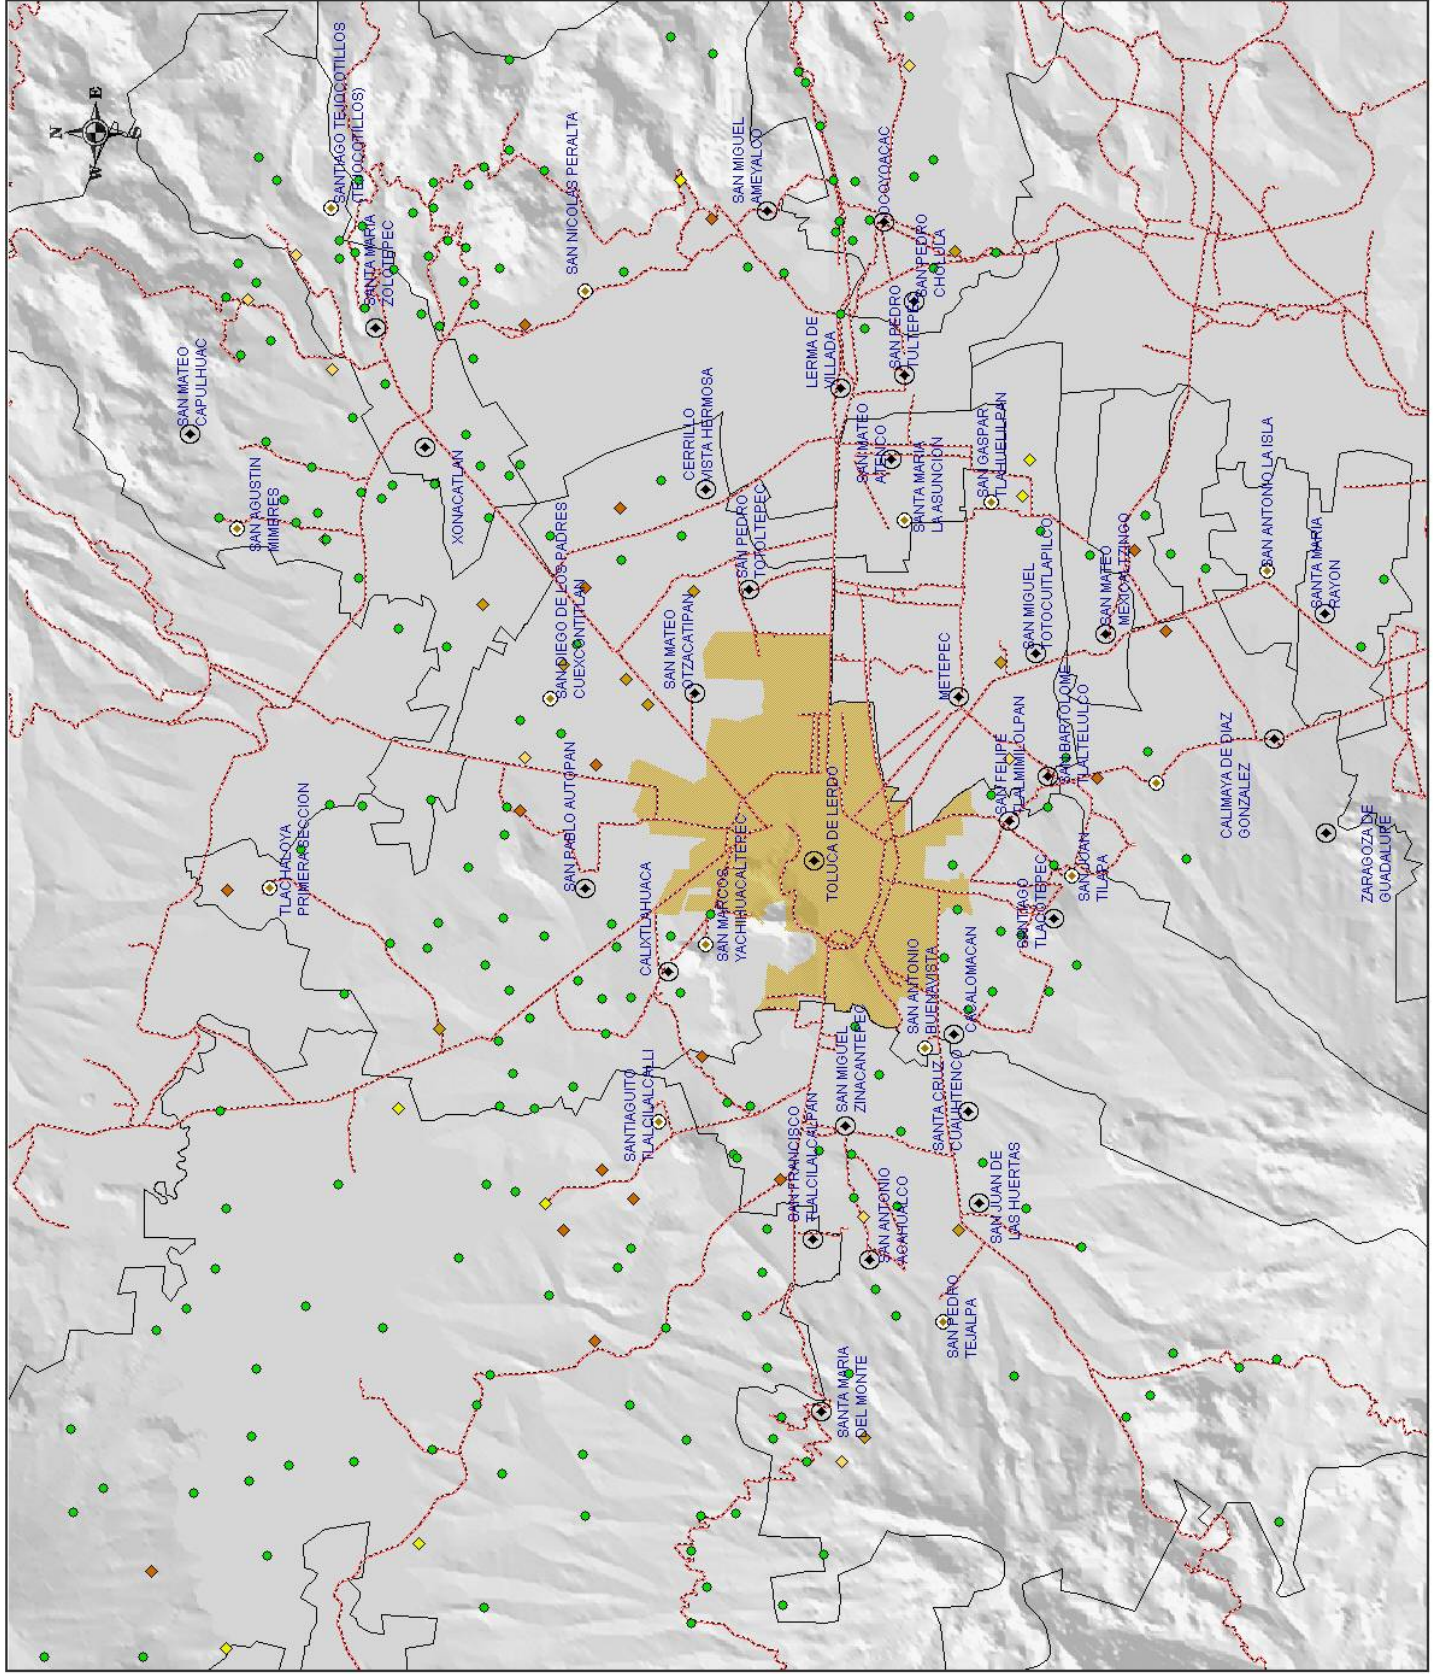 N
W
E
S
SANTIAGO TEJOCOTILLOS
(TEJOCOTILLOS)
SANTA MARIA
ZOLOTEPEC
SAN NICOLAS PERALTA
SAN MIGUEL
AMEYALCO
OCOYOACAC
SAN PEDRO
CHOLULA
SAN MATEO
CAPULHUAC
SAN AGUSTIN
MIMBRES
XONACATLAN
CERRILLO
VISTA HERMOSA
LERMA DE
VILLADA
SAN PEDRO
TULTEPEC
SAN MATEO
ATENCO
SANTA MARIA
LA ASUNCION
SAN GASPAR
TLAHUELILPAN
SAN DIEGO DE LOS PADRES
CUEXCONTITLAN
SAN MATEO
OTZACATIPAN
SAN PEDRO
TOTOLTEPEC
SAN MIGUEL
TOTOCUITLAPILCO
SAN MATEO
MEXICALTZINGO
SAN ANTONIO LA ISLA
SANTA MARIA
RAYON
METEPEC
TLACHALOYA
PRIMERA SECCION
SAN PABLO AUTOPAN
CALIXTLAHUACA
SAN MARCOS
YACHIHUACALTEPEC
TOLUCA DE LERDO
SAN FELIPE
TLALMIMILOLPAN
SAN BARTOLOME
TLALTELULCO
CALIMAYA DE DIAZ
GONZALEZ
ZARAGOZA DE
GUADALUPE
SANTIAGO
TLACOTEPEC
SAN JUAN
TILAPA
SAN ANTONIO
BUENAVISTA
CACALOMACAN
SANTIAGUITO
TLALCILALCALLI
SAN FRANCISCO
TLALCILALCALPAN
SAN MIGUEL
ZINACANTEPEC
SANTA CRUZ
CUAUHTENCO
SAN ANTONIO
ACAHUALCO
SAN JUAN DE
LAS HUERTAS
SAN PEDRO
TEJALPA
SANTA MARIA
DEL MONTE